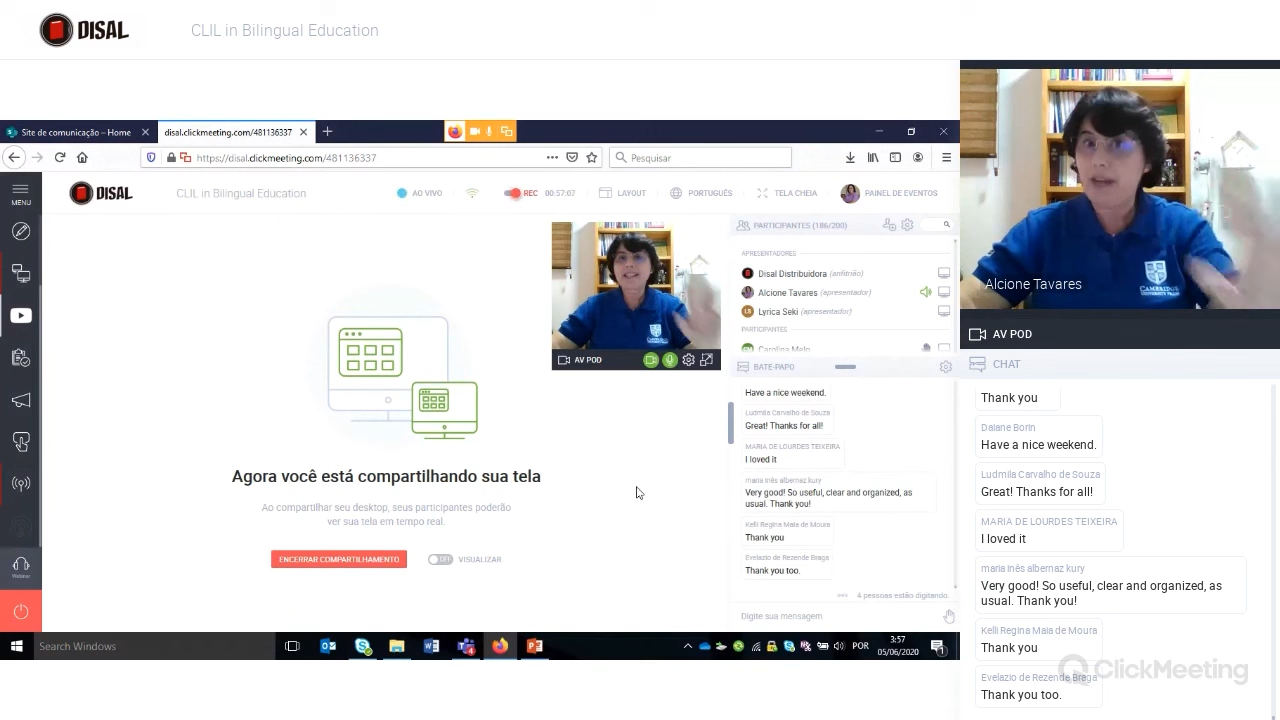 DISAL
CLIL in Bilingual Education
Site de comunicação – Home
disal.clickmeeting.com/481136337
https://disal.clickmeeting.com/481136337
Pesquisar
MENU
DISAL
CLIL in Bilingual Education
AO VIVO
REC
00:57:07
LAYOUT
PORTUGUÊS
TELA CHEIA
PAINEL DE EVENTOS
AV POD
Agora você está compartilhando sua tela
Ao compartilhar seu desktop, seus participantes poderão
ver sua tela em tempo real.
ENCERRAR COMPARTILHAMENTO
OFF
VISUALIZAR
Webinar
PARTICIPANTES (186/200)
APRESENTADORES
Disal Distribuidora (anfitrião)
Alcione Tavares (apresentador)
LS
Lyrica Seki (apresentador)
PARTICIPANTES
Carolina Melo
BATE-PAPO
Have a nice weekend.
Ludmila Carvalho de Souza
Great! Thanks for all!
MARIA DE LOURDES TEIXEIRA
I loved it
maria inês albernaz kury
Very good! So useful, clear and organized, as
usual. Thank you!
Kelli Regina Maia de Moura
Thank you
Evelazio de Rezende Braga
Thank you too.
4 pessoas estão digitando.
Digite sua mensagem
Search Windows
POR
3:57
05/06/2020
Alcione Tavares
CAMBRIDGE
UNIVERSITY PRESS
AV POD
CHAT
Thank you
Daiane Borin
Have a nice weekend.
Ludmila Carvalho de Souza
Great! Thanks for all!
MARIA DE LOURDES TEIXEIRA
I loved it
maria inês albernaz kury
Very good! So useful, clear and organized, as
usual. Thank you!
Kelli Regina Maia de Moura
Thank you
Evelazio de Rezende Braga
Thank you too.
ClickMeeting